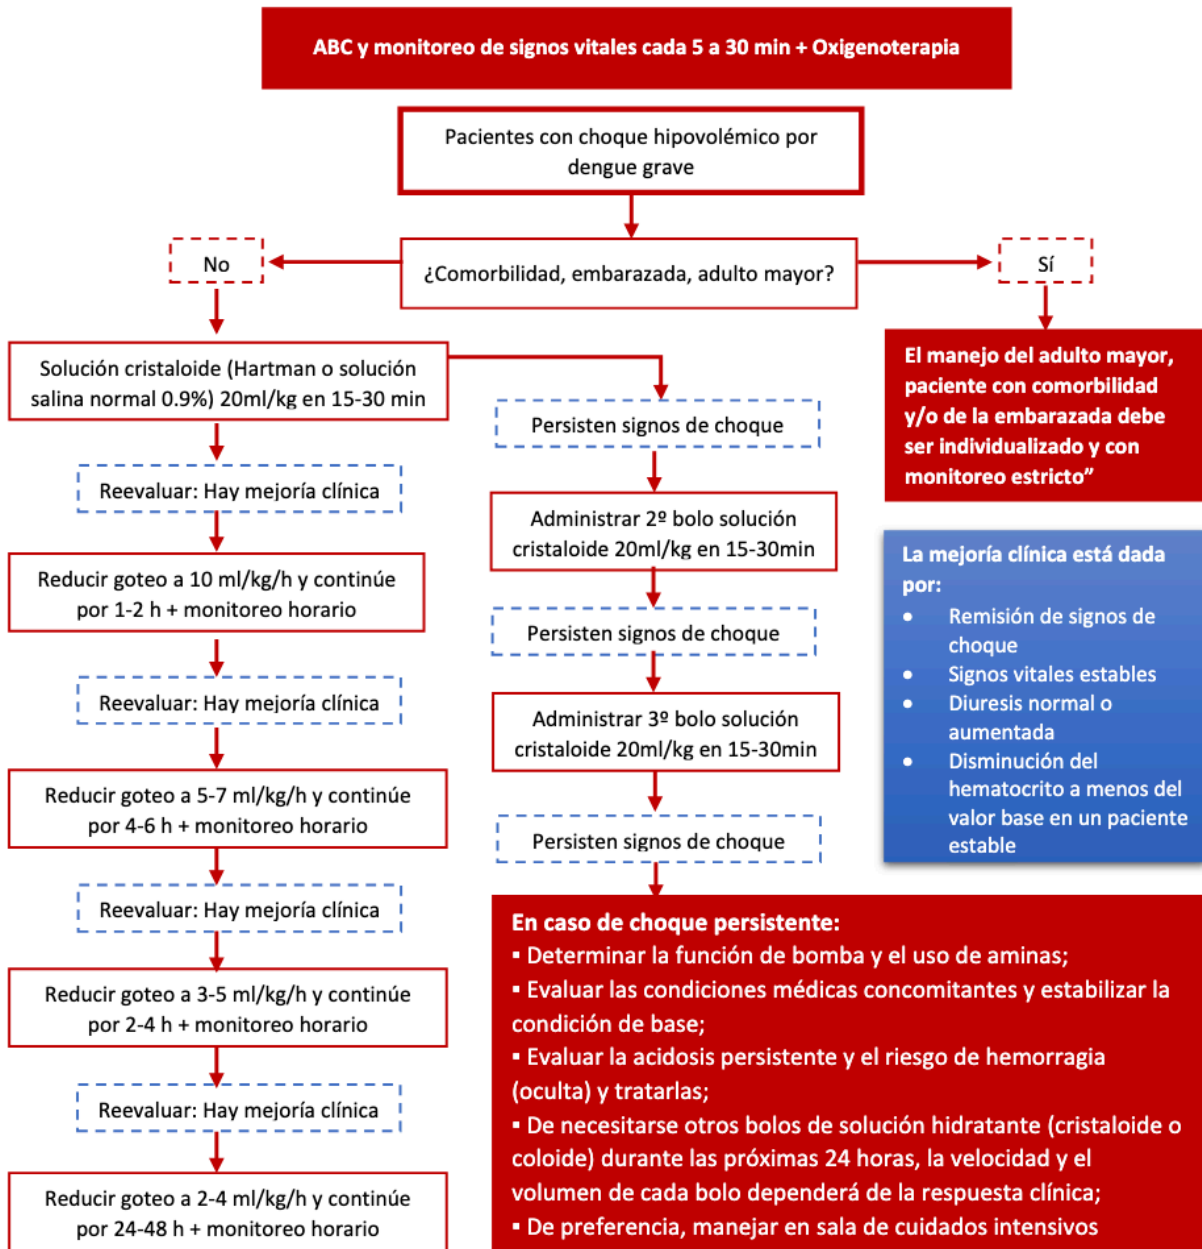 ABC y monitoreo de signos vitales cada 5 a 30 min + Oxigenoterapia
Pacientes con choque hipovolémico por
dengue grave
¿Comorbilidad, embarazada, adulto mayor?
No
Sí
Solución cristaloide (Hartman o solución
salina normal 0.9%) 20ml/kg en 15-30 min
Reevaluar: Hay mejoría clínica
Reducir goteo a 10 ml/kg/h y continúe
por 1-2 h + monitoreo horario
Reevaluar: Hay mejoría clínica
Reducir goteo a 5-7 ml/kg/h y continúe
por 4-6 h + monitoreo horario
Reevaluar: Hay mejoría clínica
Reducir goteo a 3-5 ml/kg/h y continúe
por 2-4 h + monitoreo horario
Reevaluar: Hay mejoría clínica
Reducir goteo a 2-4 ml/kg/h y continúe
por 24-48 h + monitoreo horario
Persisten signos de choque
Administrar 2º bolo solución
cristaloide 20ml/kg en 15-30min
Persisten signos de choque
Administrar 3º bolo solución
cristaloide 20ml/kg en 15-30min
Persisten signos de choque
En caso de choque persistente:
▪ Determinar la función de bomba y el uso de aminas;
▪ Evaluar las condiciones médicas concomitantes y estabilizar la
condición de base;
▪ Evaluar la acidosis persistente y el riesgo de hemorragia
(oculta) y tratarlas;
▪ De necesitarse otros bolos de solución hidratante (cristaloide o
coloide) durante las próximas 24 horas, la velocidad y el
volumen de cada bolo dependerá de la respuesta clínica;
▪ De preferencia, manejar en sala de cuidados intensivos
El manejo del adulto mayor,
paciente con comorbilidad
y/o de la embarazada debe
ser individualizado y con
monitoreo estricto”
La mejoría clínica está dada
por:
• Remisión de signos de
choque
• Signos vitales estables
• Diuresis normal o
aumentada
• Disminución del
hematocrito a menos del
valor base en un paciente
estable